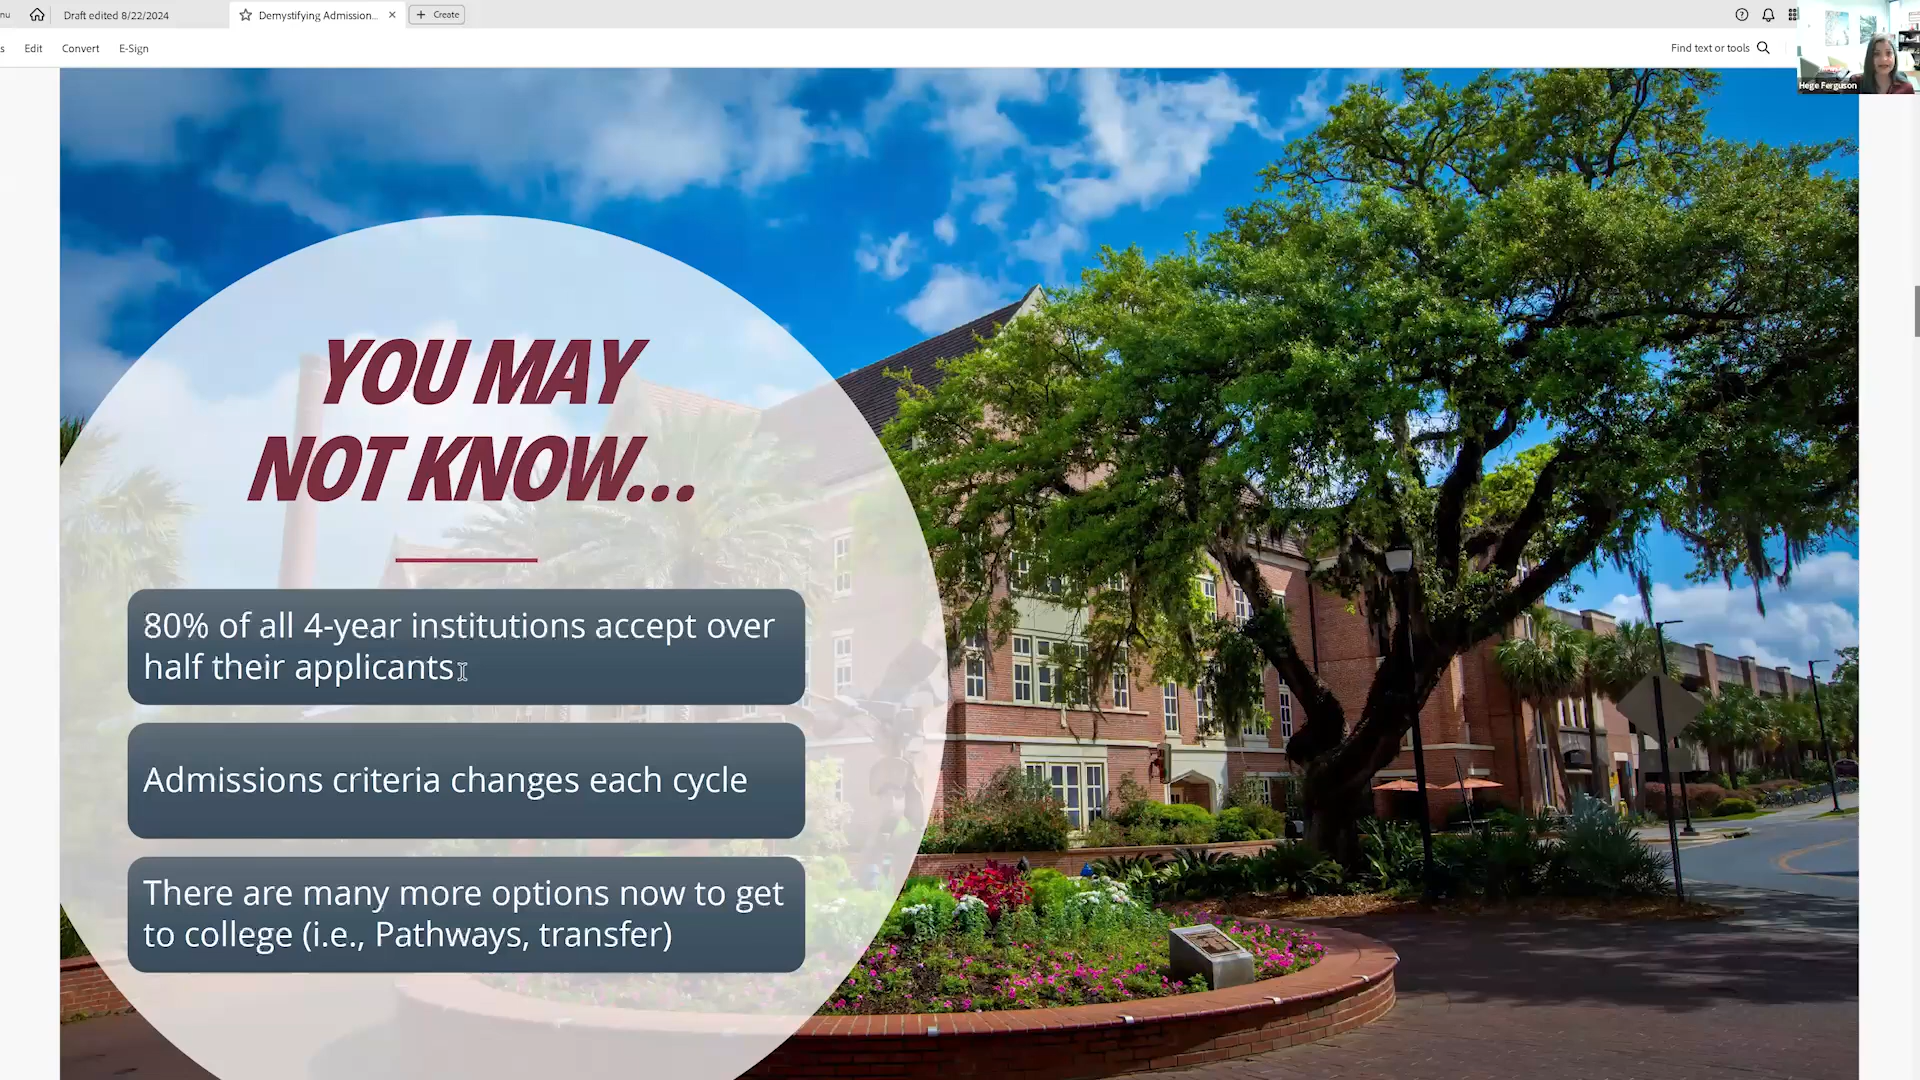 nu
Draft edited 8/22/2024
Demystifying Admission...
Create
s
Edit
Convert
E-Sign
Find text or tools
Hege Ferguson
YOU MAY
NOT KNOW...
80% of all 4-year institutions accept over
half their applicants
Admissions criteria changes each cycle
There are many more options now to get
to college (i.e., Pathways, transfer)